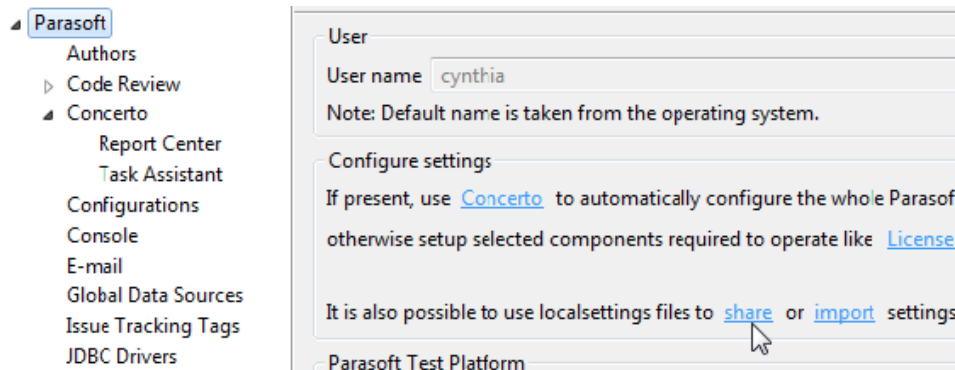 Parasoft
Authors
Code Review
Concerto
Report Center
Task Assistant
Configurations
Console
E-mail
Global Data Sources
Issue Tracking Tags
JDBC Drivers
User
User name cynthia
Note: Default name is taken from the operating system.
Configure settings
If present, use Concerto to automatically configure the whole Parasof
otherwise setup selected components required to operate like License
It is also possible to use localsettings files to share or import settings
Parasoft Test Platform